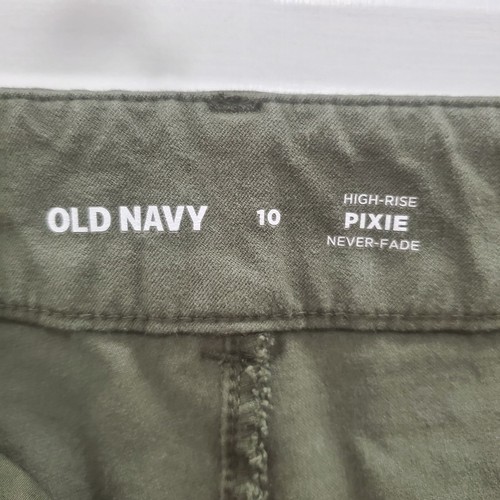 OLD NAVY
10
HIGH-RISE
PIXIE
NEVER-FADE